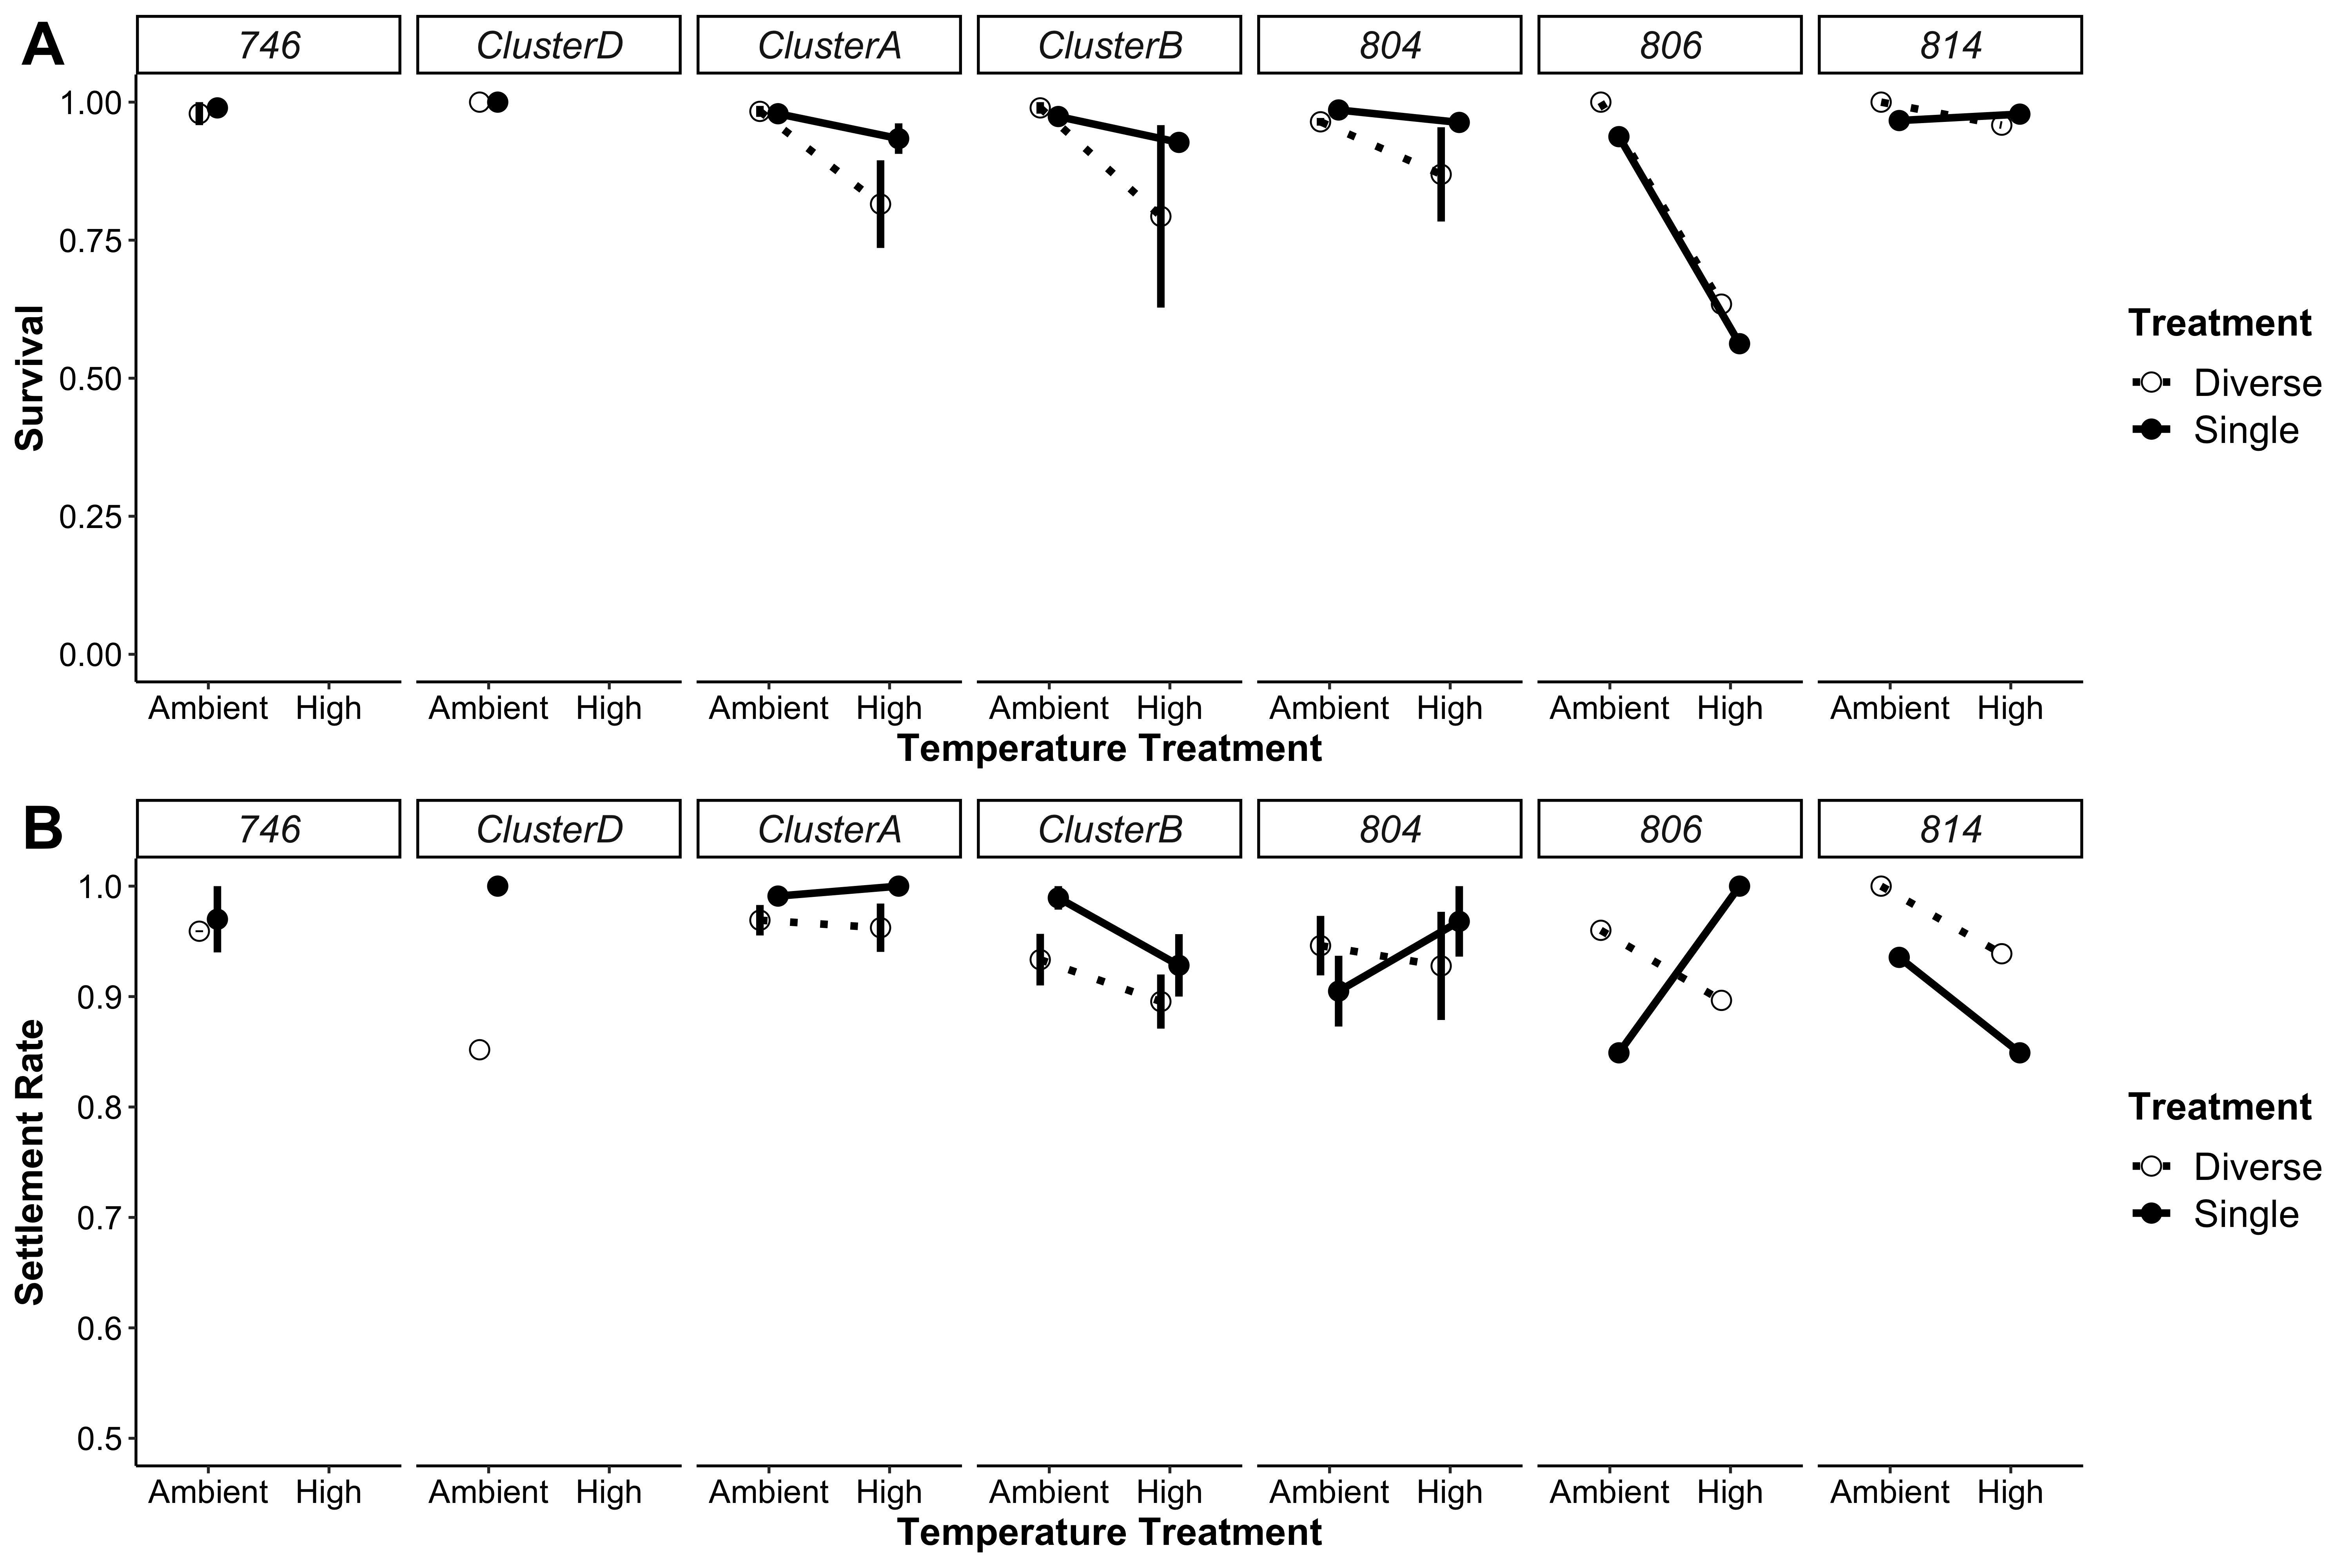 A
746 ClusterD ClusterA ClusterB 804 806 814
1.00
0.75
0.50
0.25
0.00
Survival
Ambient High Ambient High Ambient High Ambient High Ambient High Ambient High Ambient High
Temperature Treatment
Treatment
Diverse
Single
B
746 ClusterD ClusterA ClusterB 804 806 814
1.0
0.9
0.8
0.7
0.6
0.5
Settlement Rate
Ambient High Ambient High Ambient High Ambient High Ambient High Ambient High Ambient High
Temperature Treatment
Treatment
Diverse
Single